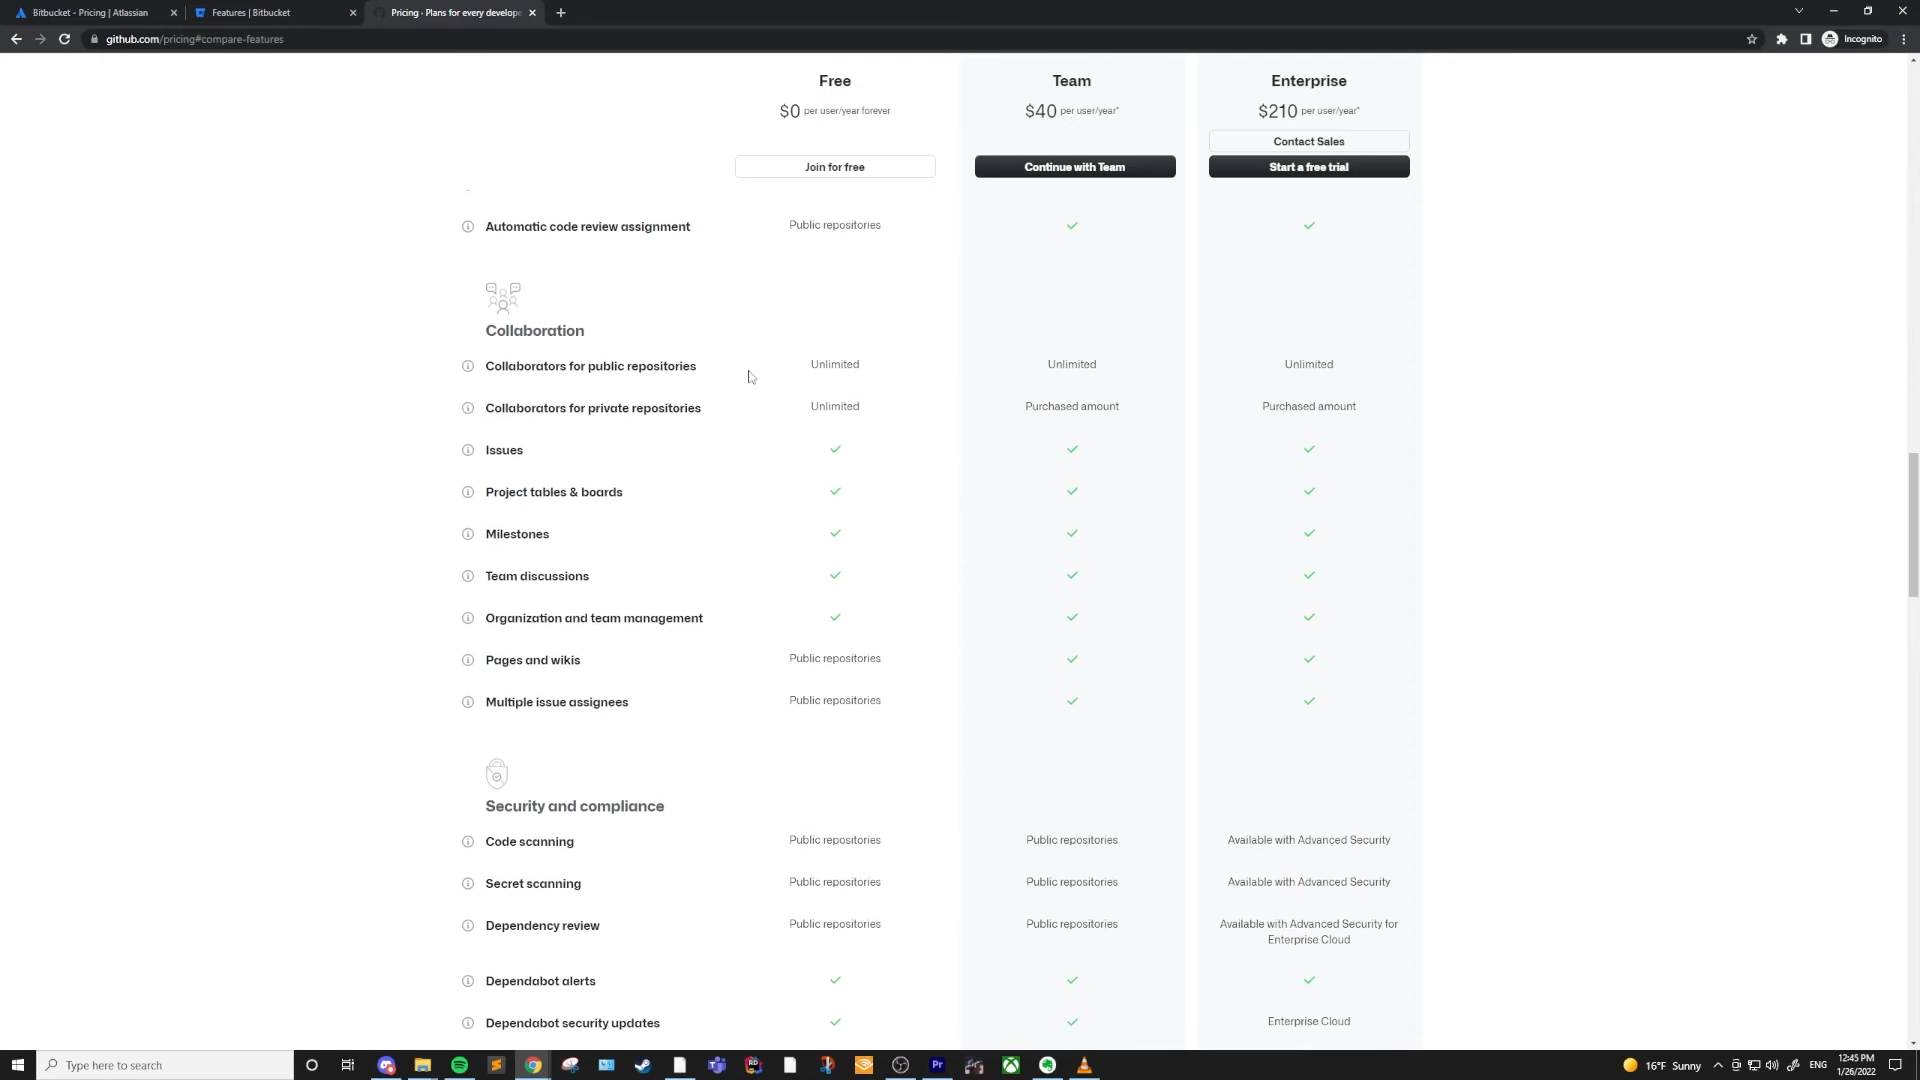 Bitbucket - Pricing | Atlassian
Features | Bitbucket
Pricing · Plans for every develope
github.com/pricing#compare-features
Incognito
Free Team Enterprise
$0 per user/year forever $40 per user/year* $210 per user/year*
Contact Sales
Join for free Continue with Team Start a free trial
Automatic code review assignment Public repositories
Collaboration
Collaborators for public repositories Unlimited Unlimited Unlimited
Collaborators for private repositories Unlimited Purchased amount Purchased amount
Issues
Project tables & boards
Milestones
Team discussions
Organization and team management
Pages and wikis Public repositories
Multiple issue assignees Public repositories
Security and compliance
Code scanning Public repositories Public repositories Available with Advanced Security
Secret scanning Public repositories Public repositories Available with Advanced Security
Dependency review Public repositories Public repositories Available with Advanced Security for
Enterprise Cloud
Dependabot alerts
Dependabot security updates Enterprise Cloud
Type here to search
RD
Pr
16°F Sunny
ENG
12:45 PM
1/26/2022